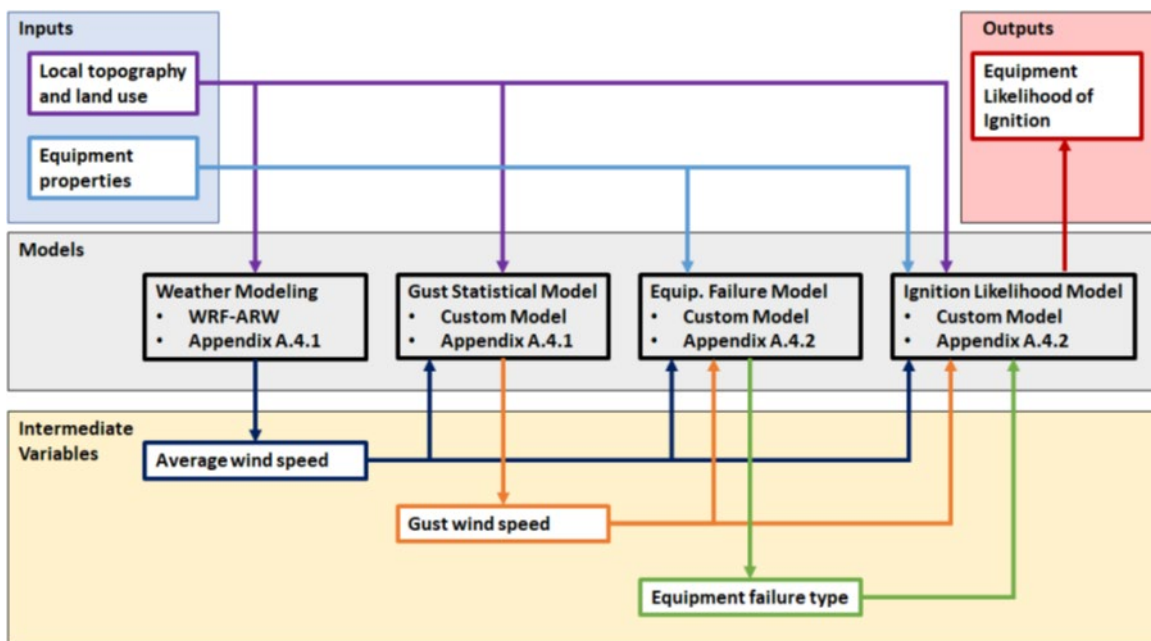 Inputs
Outputs
Local topography
and land use
Equipment
Likelihood of
Ignition
Equipment
properties
Models
Weather Modeling
• WRF-ARW
• Appendix A.4.1
Gust Statistical Model
• Custom Model
• Appendix A.4.1
Equip. Failure Model
• Custom Model
• Appendix A.4.2
Ignition Likelihood Model
• Custom Model
• Appendix A.4.2
Intermediate
Variables
Average wind speed
Gust wind speed
Equipment failure type